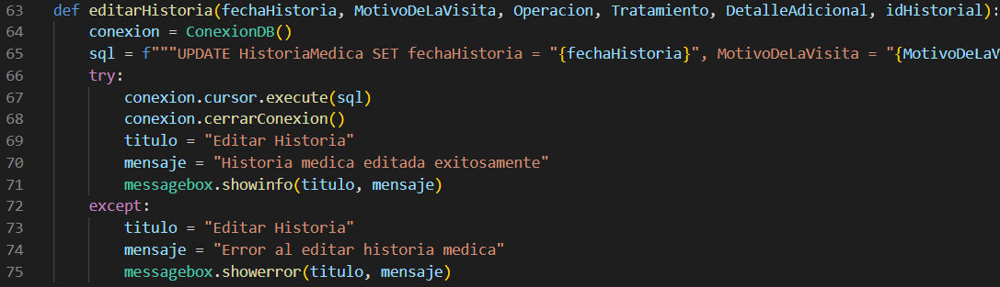 63 def editarHistoria(fechaHistoria, MotivoDeLaVisita, Operacion, Tratamiento, DetalleAdicional, idHistorial):
64     conexion = ConexionDB()
65     sql = f"""UPDATE HistoriaMedica SET fechaHistoria = "{fechaHistoria}", MotivoDeLaVisita = "{MotivoDeLaV
66     try:
67         conexion.cursor.execute(sql)
68         conexion.cerrarConexion()
69         titulo = "Editar Historia"
70         mensaje = "Historia medica editada exitosamente"
71         messagebox.showinfo(titulo, mensaje)
72     except:
73         titulo = "Editar Historia"
74         mensaje = "Error al editar historia medica"
75         messagebox.showerror(titulo, mensaje)